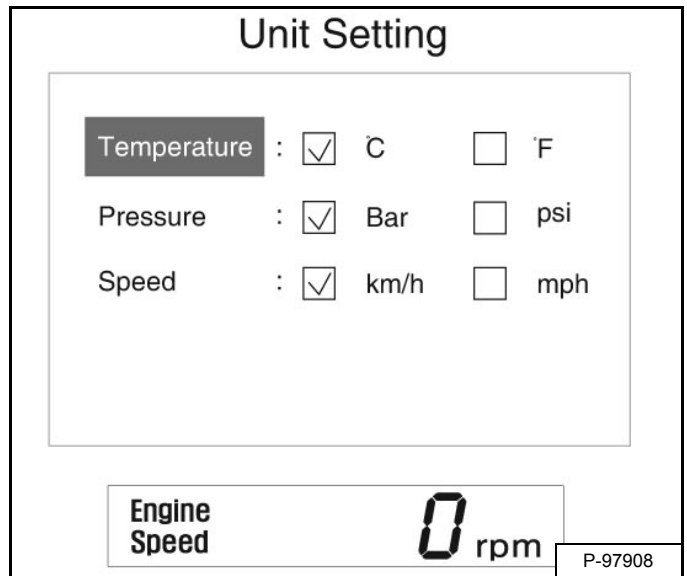 Unit Setting
Temperature : ℃ °F
Pressure : Bar psi
Speed : km/h mph
Engine
Speed
0 rpm
P-97908